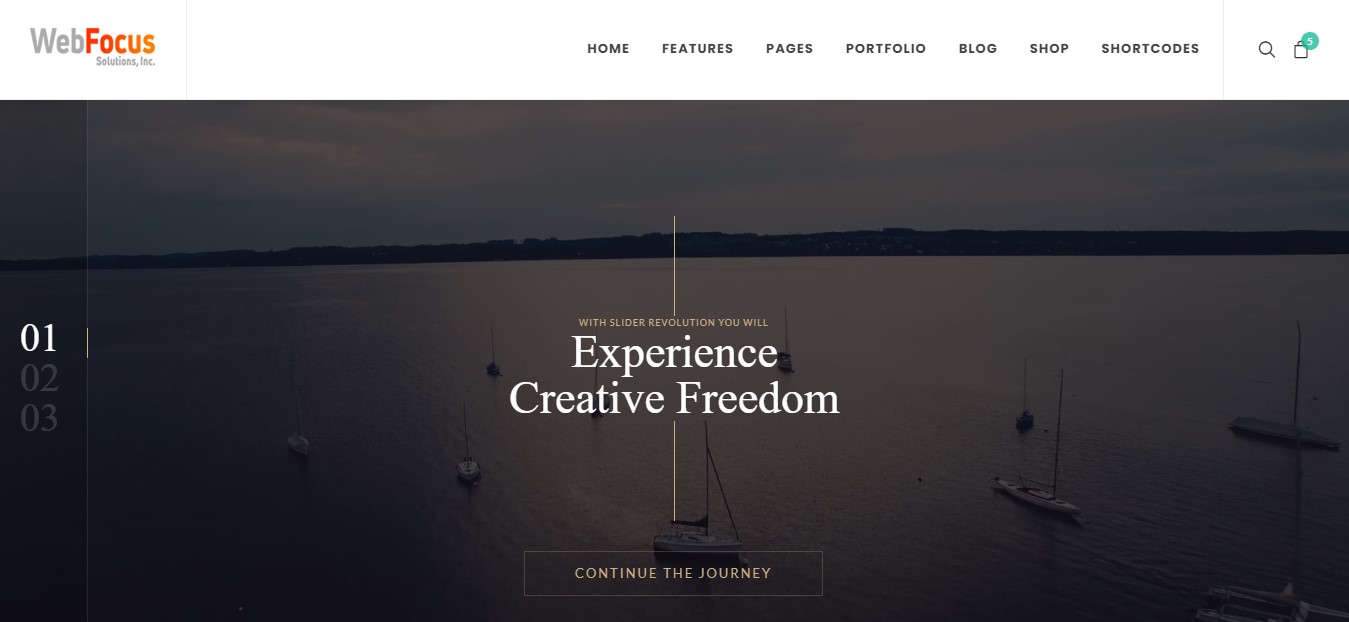 WebFocus
Solutions, Inc.
HOME FEATURES PAGES PORTFOLIO BLOG SHOP SHORTCODES
5
01
02
03
WITH SLIDER REVOLUTION YOU WILL
Experience
Creative Freedom
CONTINUE THE JOURNEY